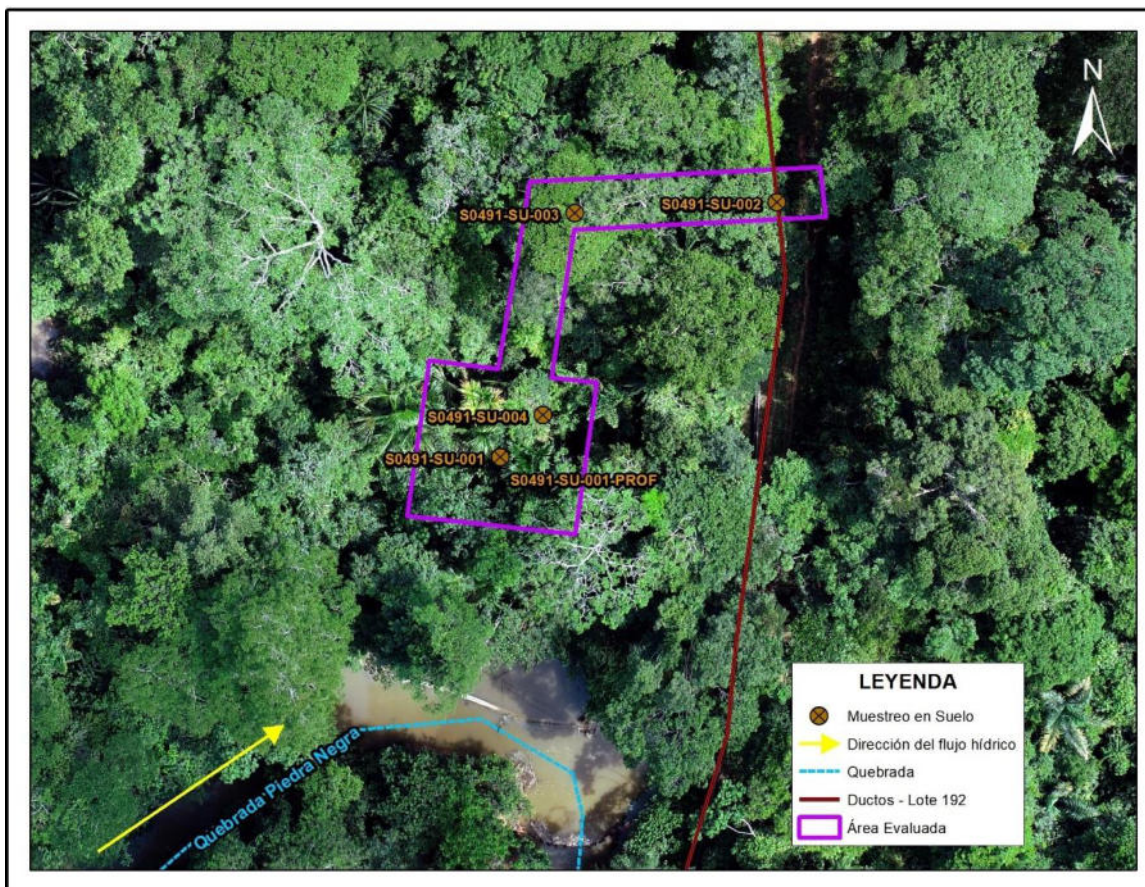 N
S0491-SU-003
S0491-SU-002
S0491-SU-004
S0491-SU-001
S0491-SU-001-PROF
Quebrada Piedra Negra
LEYENDA
Muestreo en Suelo
Dirección del flujo hídrico
Quebrada
Ductos - Lote 192
Área Evaluada